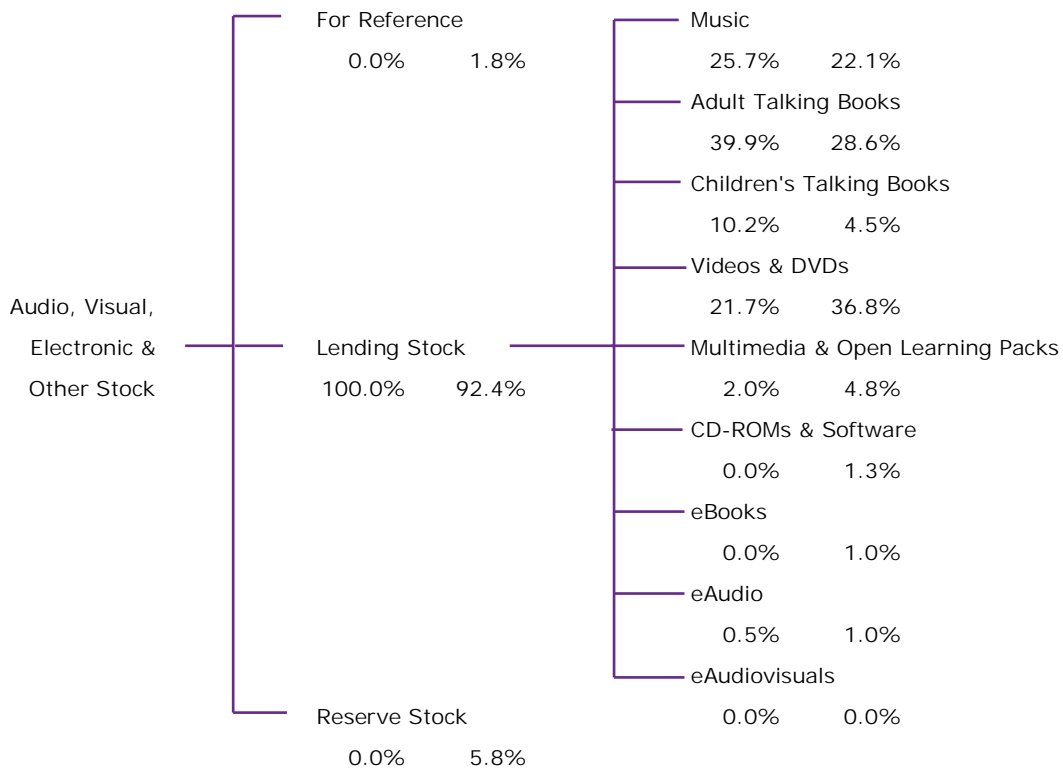 Audio, Visual,
Electronic &
Other Stock
For Reference
0.0% 1.8%
Lending Stock
100.0% 92.4%
Reserve Stock
0.0% 5.8%
Music
25.7% 22.1%
Adult Talking Books
39.9% 28.6%
Children's Talking Books
10.2% 4.5%
Videos & DVDs
21.7% 36.8%
Multimedia & Open Learning Packs
2.0% 4.8%
CD-ROMs & Software
0.0% 1.3%
eBooks
0.0% 1.0%
eAudio
0.5% 1.0%
eAudiovisuals
0.0% 0.0%